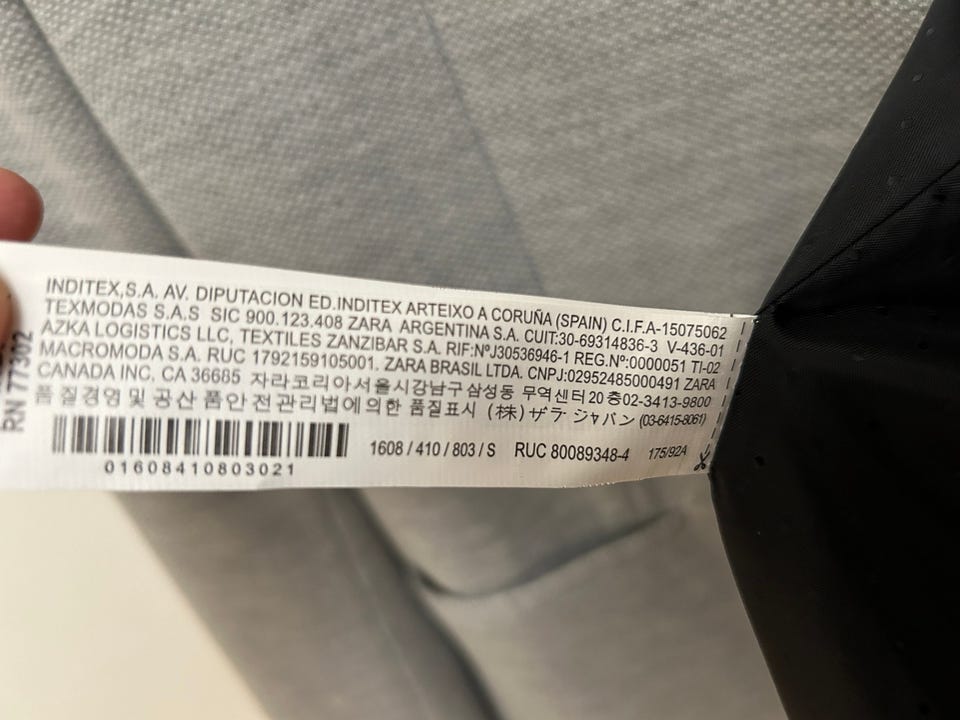 INDITEX,S.A. AV. DIPUTACION ED.INDITEX ARTEIXO A CORUÑA (SPAIN) C.I.F.A-15075062
TEXMODAS S.A.S SIC 900.123.408 ZARA ARGENTINA S.A. CUIT:30-69314836-3 V-436-01
AZKA LOGISTICS LLC, TEXTILES ZANZIBAR S.A. RIF:NºJ30536946-1 REG.Nº:0000051 TI-02
MACROMODA S.A. RUC 1792159105001. ZARA BRASIL LTDA. CNPJ:02952485000491 ZARA
CANADA INC. CA 36685 자라코리아서울시강남구삼성동 무역센터20층02-3413-9800
품 질경영 및 공산 품안 전관리법에의한 품질표시 (株)ザラ ジャパン (03-6415-8061)
01608410803021
1608 / 410 / 803 / S RUC 80089348-4 175/92A
RN 77302